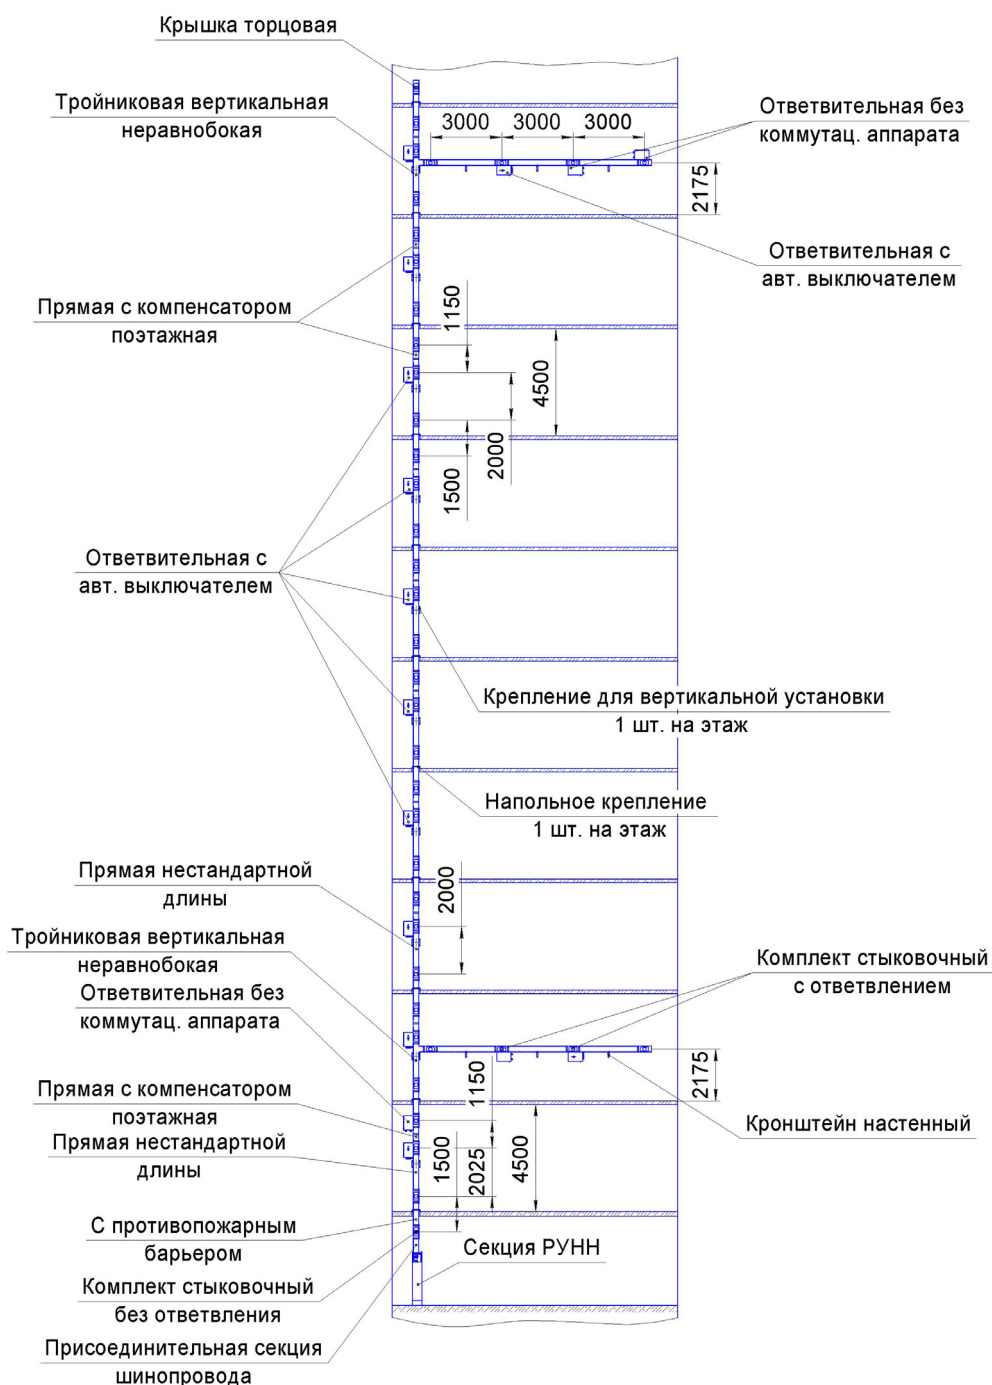 Крышка торцовая
Тройниковая вертикальная
неравнобокая
3000
3000
3000
Ответвительная без
коммутац. аппарата
2175
Ответвительная с
авт. выключателем
Прямая с компенсатором
поэтажная
1150
4500
2000
1500
Ответвительная с
авт. выключателем
Крепление для вертикальной установки
1 шт. на этаж
Напольное крепление
1 шт. на этаж
Прямая нестандартной
длины
2000
Тройниковая вертикальная
неравнобокая
Комплект стыковочный
с ответвлением
Ответвительная без
коммутац. аппарата
2175
1150
Прямая с компенсатором
поэтажная
Кронштейн настенный
Прямая нестандартной
длины
1500
2025
4500
С противопожарным
барьером
Секция РУНН
Комплект стыковочный
без ответвления
Присоединительная секция
шинопровода